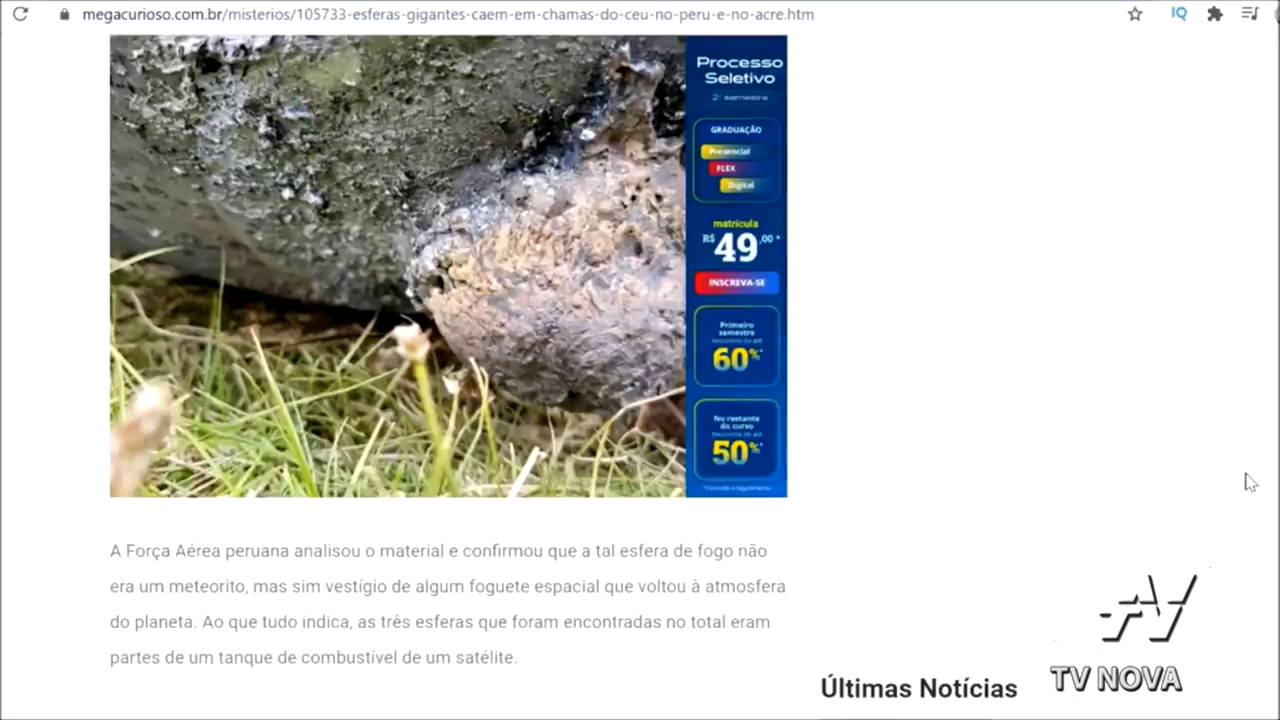 megacurioso.com.br/misterios/105733-esferas-gigantes-caem-em-chamas-do-ceu-no-peru-e-no-acre.htm
IQ
Processo
Seletivo
2º semestre
GRADUAÇÃO
Presencial
FLEX
Digital
matrícula
R$ 49,00 *
INSCREVA-SE
Primeiro
semestre
60%*
No restante
do curso
50%*
A Força Aérea peruana analisou o material e confirmou que a tal esfera de fogo não
era um meteorito, mas sim vestígio de algum foguete espacial que voltou à atmosfera
do planeta. Ao que tudo indica, as três esferas que foram encontradas no total eram
partes de um tanque de combustível de um satélite.
Últimas Notícias
TV NOVA